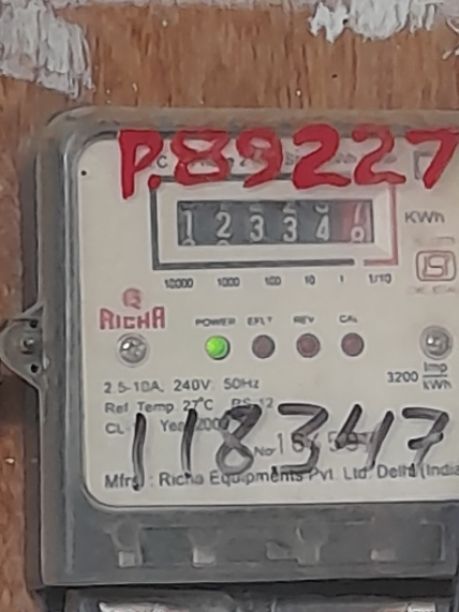 P.89227
12334
KWh
10000 1000 100 10 1 1/10
RICHA
POWER EFLT REV CAL
3200 Imp/KWh
2.5-10A, 240V 50Hz
Ref Temp 27°C
118347
No
Mfrs : Richa Equipments Pvt. Ltd. Delhi (India